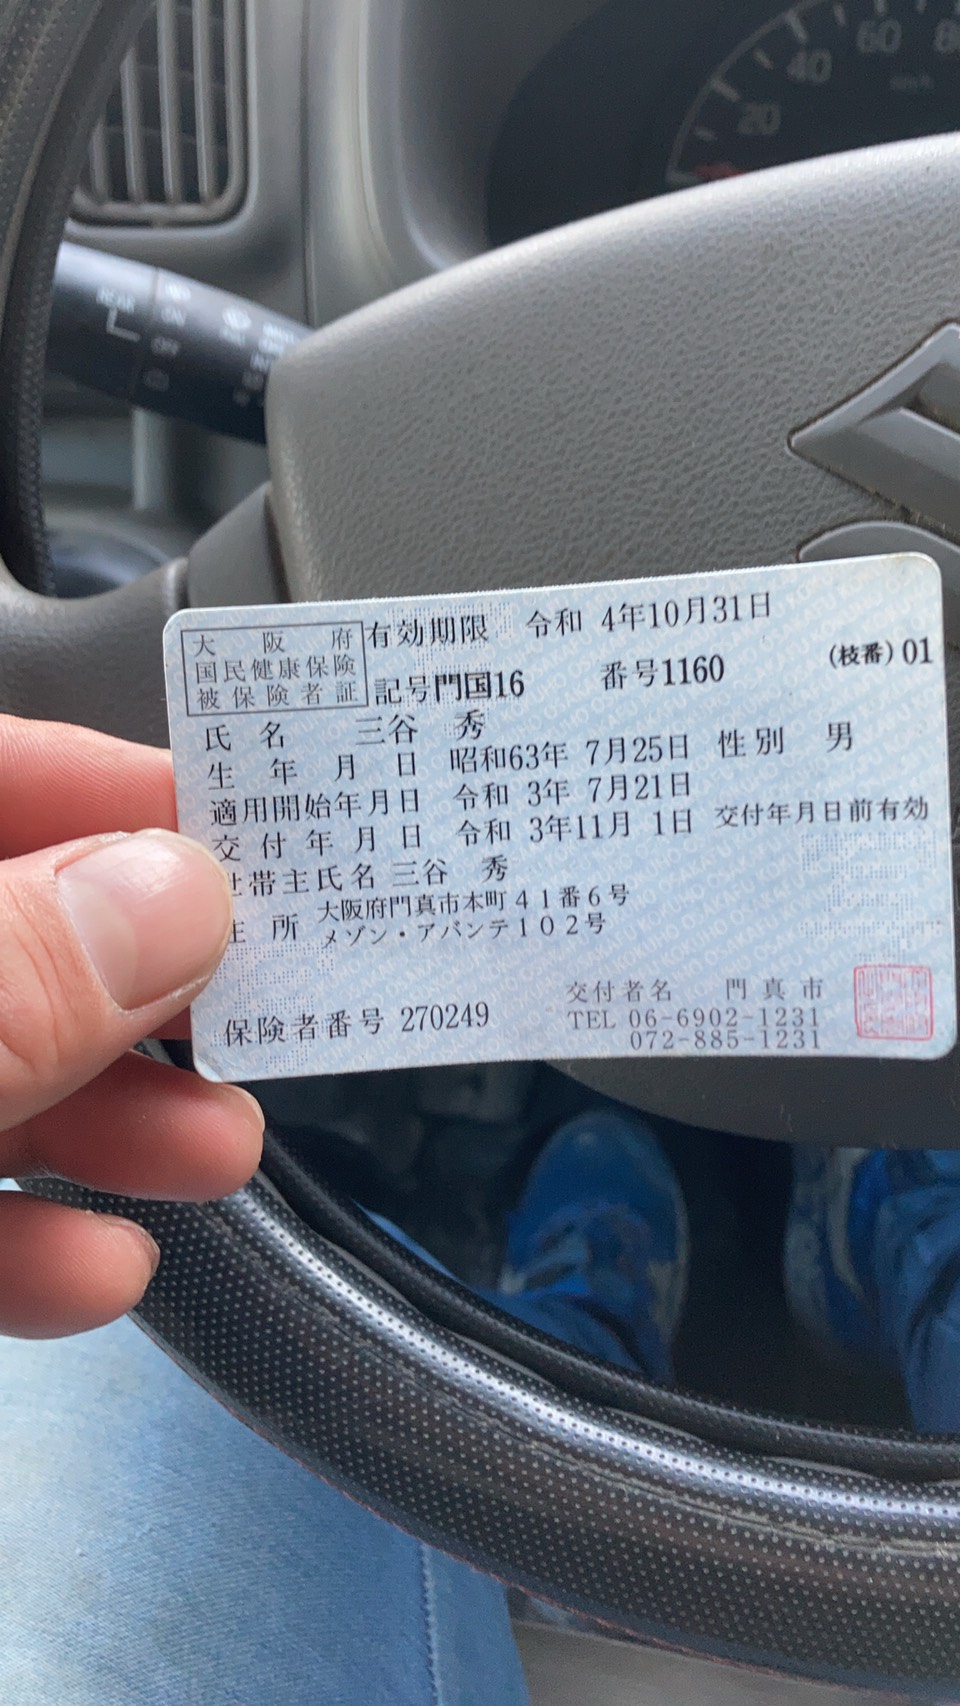 20
40
60
80
REAR
ON
OFF
大阪府
国民健康保険
被保険者証
有効期限 令和 4年10月31日
記号門国16 番号1160 (枝番)01
氏名 三谷 秀
生年月日 昭和63年 7月25日 性別 男
適用開始年月日 令和 3年 7月21日
交付年月日 令和 3年11月 1日 交付年月日前有効
帯主氏名 三谷 秀
所 大阪府門真市本町41番6号
メゾン・アバンテ102号
保険者番号 270249
交付者名 門真市
TEL 06-6902-1231
072-885-1231